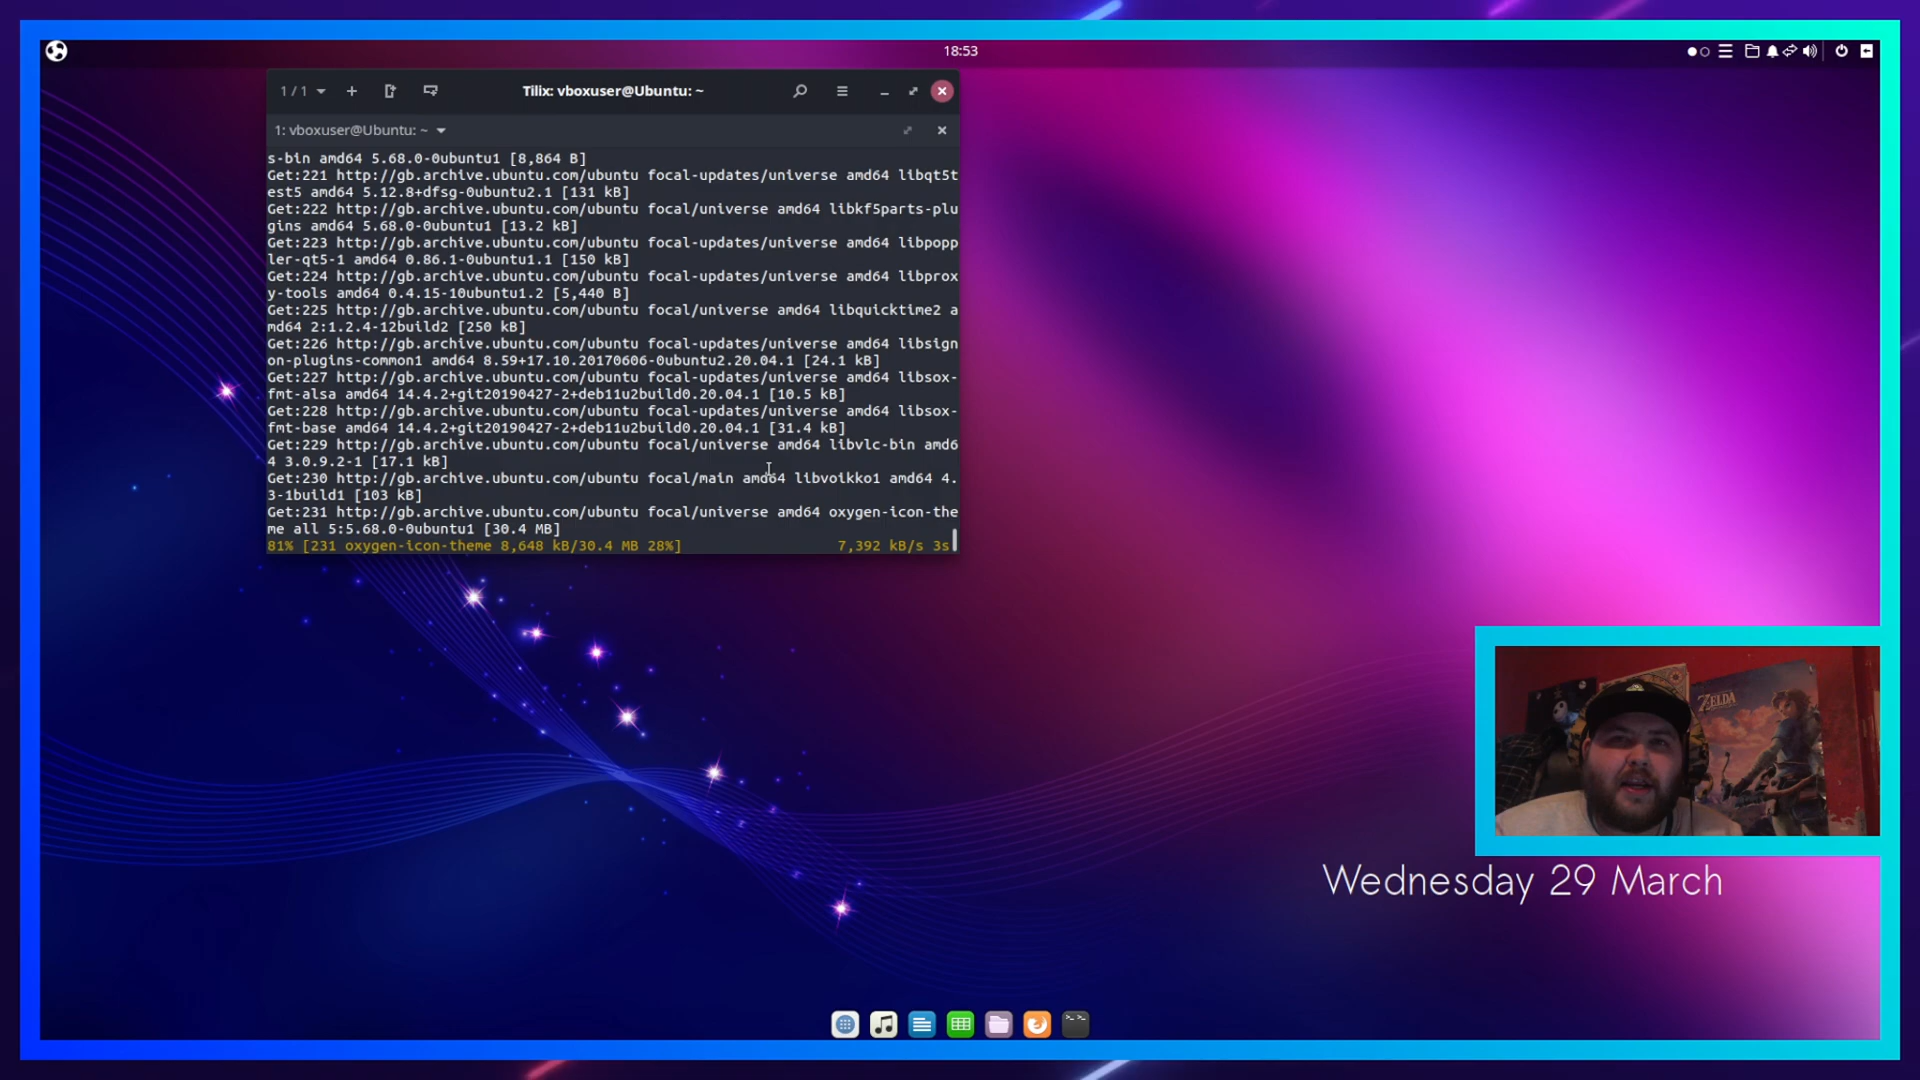 18:53
1 / 1
Tilix: vboxuser@Ubuntu: ~
1: vboxuser@Ubuntu: ~
s-bin amd64 5.68.0-0ubuntu1 [8,864 B]
Get:221 http://gb.archive.ubuntu.com/ubuntu focal-updates/universe amd64 libqt5t
est5 amd64 5.12.8+dfsg-0ubuntu2.1 [131 kB]
Get:222 http://gb.archive.ubuntu.com/ubuntu focal/universe amd64 libkf5parts-plu
gins amd64 5.68.0-0ubuntu1 [13.2 kB]
Get:223 http://gb.archive.ubuntu.com/ubuntu focal-updates/universe amd64 libpopp
ler-qt5-1 amd64 0.86.1-0ubuntu1.1 [150 kB]
Get:224 http://gb.archive.ubuntu.com/ubuntu focal-updates/universe amd64 libprox
y-tools amd64 0.4.15-10ubuntu1.2 [5,440 B]
Get:225 http://gb.archive.ubuntu.com/ubuntu focal/universe amd64 libquicktime2 a
md64 2:1.2.4-12build2 [250 kB]
Get:226 http://gb.archive.ubuntu.com/ubuntu focal-updates/universe amd64 libsign
on-plugins-common1 amd64 8.59+17.10.20170606-0ubuntu2.20.04.1 [24.1 kB]
Get:227 http://gb.archive.ubuntu.com/ubuntu focal-updates/universe amd64 libsox-
fmt-alsa amd64 14.4.2+git20190427-2+deb11u2build0.20.04.1 [10.5 kB]
Get:228 http://gb.archive.ubuntu.com/ubuntu focal-updates/universe amd64 libsox-
fmt-base amd64 14.4.2+git20190427-2+deb11u2build0.20.04.1 [31.4 kB]
Get:229 http://gb.archive.ubuntu.com/ubuntu focal/universe amd64 libvlc-bin amd6
4 3.0.9.2-1 [17.1 kB]
Get:230 http://gb.archive.ubuntu.com/ubuntu focal/main amd64 libvoikko1 amd64 4.
3-1build1 [103 kB]
Get:231 http://gb.archive.ubuntu.com/ubuntu focal/universe amd64 oxygen-icon-the
me all 5:5.68.0-0ubuntu1 [30.4 MB]
81% [231 oxygen-icon-theme 8,648 kB/30.4 MB 28%] 7,392 kB/s 3s
ZELDA
Wednesday 29 March